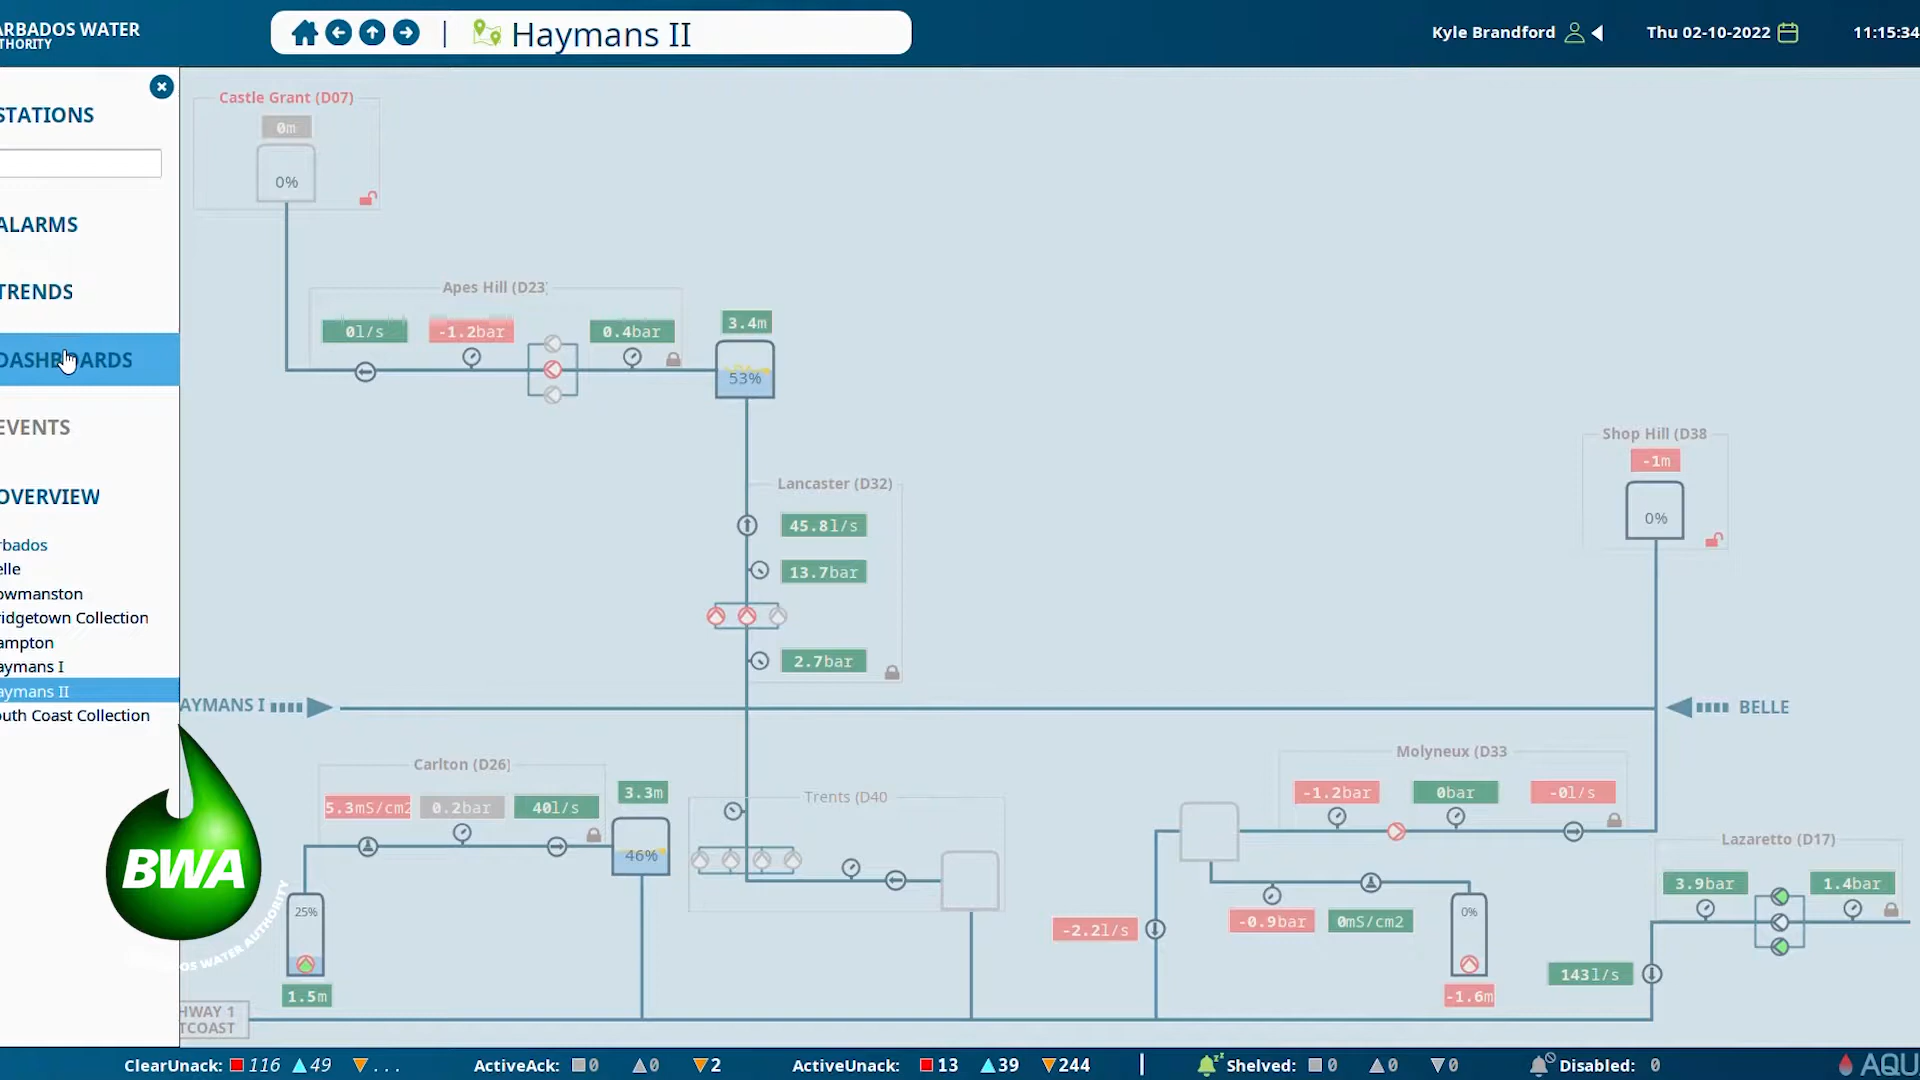 ARBADOS WATER
THORITY
Haymans II
Kyle Brandford
Thu 02-10-2022
11:15:34
STATIONS
ALARMS
TRENDS
DASHBOARDS
EVENTS
OVERVIEW
rbados
elle
owmanston
ridgetown Collection
ampton
aymans I
aymans II
outh Coast Collection
Castle Grant (D07)
0m
0%
Apes Hill (D23)
0l/s
-1.2bar
0.4bar
3.4m
53%
Lancaster (D32)
45.8l/s
13.7bar
2.7bar
Shop Hill (D38
-1m
0%
AYMANS I
BELLE
Carlton (D26)
5.3mS/cm2
0.2bar
40l/s
3.3m
46%
25%
1.5m
Trents (D40
Molyneux (D33
-1.2bar
0bar
-0l/s
-2.2l/s
-0.9bar
0mS/cm2
0%
-1.6m
Lazaretto (D17)
3.9bar
1.4bar
143l/s
BWA
DOS WATER AUTHORITY
HWAY 1
TCOAST
ClearUnack: 116 49 ...
ActiveAck: 0 0 2
ActiveUnack: 13 39 244
Shelved: 0 0 0
Disabled: 0
AQU